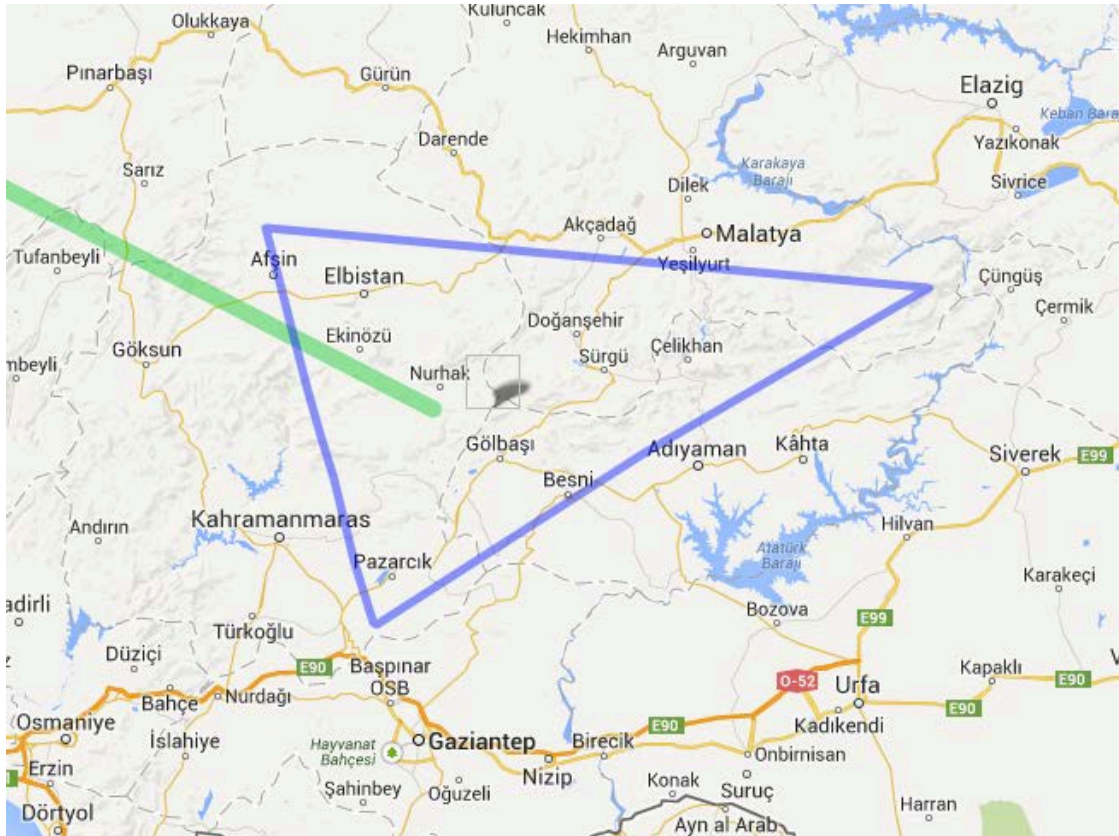 Kuluncak
Olukkaya
Hekimhan
Arguvan
Pınarbaşı
Gürün
Elazig
Keban Bara
Yazıkonak
Darende
Sarız
Karakaya
Barajı
Sivrice
Dilek
Akçadağ
Malatya
Tufanbeyli
Afşin
Yeşilyurt
Çüngüş
Elbistan
Çermik
Doğanşehir
Ekinözü
Göksun
Çelikhan
Sürgü
mbeyli
Nurhak
Gölbaşı
Adıyaman
Kâhta
E99
Siverek
Besni
Andırın
Kahramanmaras
Hilvan
Pazarcık
Atatürk
Barajı
Karakeçi
adirli
Bozova
E99
Türkoğlu
Düziçi
E90
Başpınar
OSB
Kapaklı
V
E90
O-52
Urfa
Bahçe
Nurdağı
E90
E90
Kadıkendi
Osmaniye
İslahiye
Hayvanat
Bahçesi
Gaziantep
Birecik
Onbirnisan
Erzin
Nizip
Şahinbey
Oğuzeli
Konak
Suruç
Dörtyol
Harran
Ayn al Arab